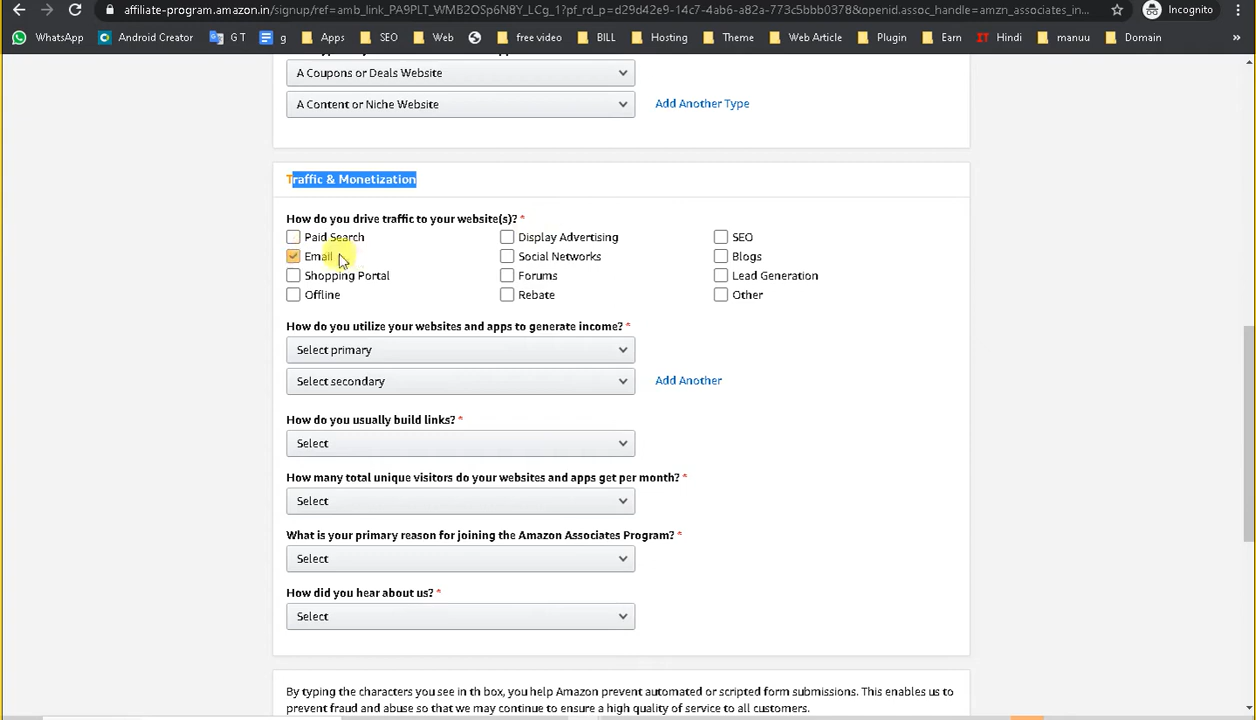 affiliate-program.amazon.in/signup/ref=amb_link_PA9PLT_WMB2OSp6N8Y_LCg_1?pf_rd_p=d29d42e9-14c7-4ab6-a82a-773c5bbb0378&openid.assoc_handle=amzn_associates_in...
Incognito
WhatsApp Android Creator G T g Apps SEO Web free video BILL Hosting Theme Web Article Plugin Earn Hindi manuu Domain »
A Coupons or Deals Website
A Content or Niche Website Add Another Type
Traffic & Monetization
How do you drive traffic to your website(s)? *
Paid Search Display Advertising SEO
Email Social Networks Blogs
Shopping Portal Forums Lead Generation
Offline Rebate Other
How do you utilize your websites and apps to generate income? *
Select primary
Select secondary Add Another
How do you usually build links? *
Select
How many total unique visitors do your websites and apps get per month? *
Select
What is your primary reason for joining the Amazon Associates Program? *
Select
How did you hear about us? *
Select
By typing the characters you see in th box, you help Amazon prevent automated or scripted form submissions. This enables us to
prevent fraud and abuse so that we may continue to ensure a high quality of service to all customers.